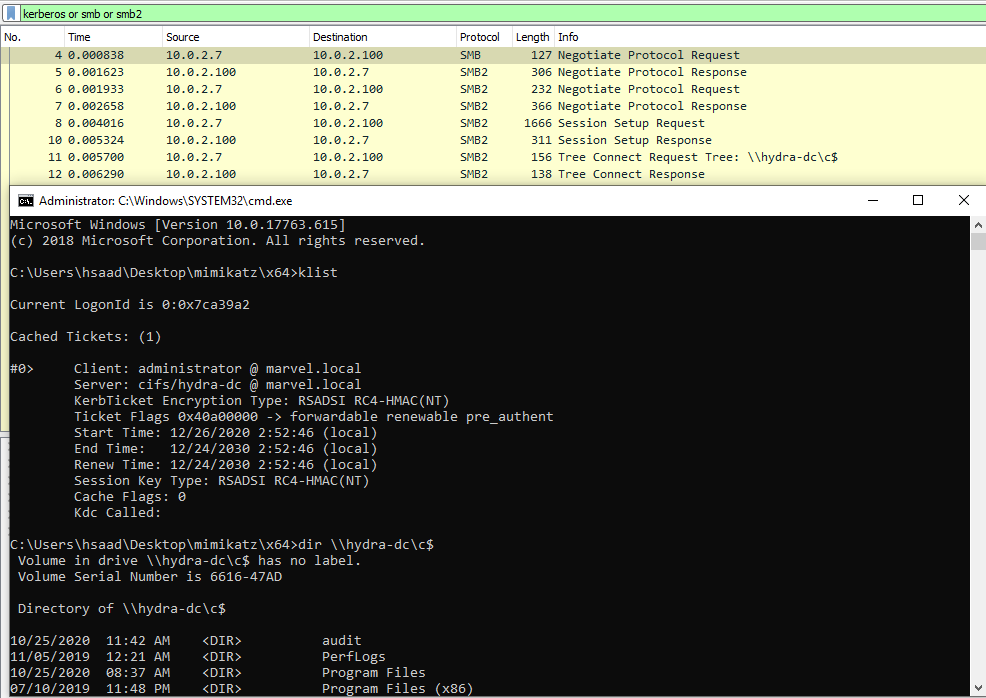 kerberos or smb or smb2
No. Time Source Destination Protocol Length Info
4 0.000838 10.0.2.7 10.0.2.100 SMB 127 Negotiate Protocol Request
5 0.001623 10.0.2.100 10.0.2.7 SMB2 306 Negotiate Protocol Response
6 0.001933 10.0.2.7 10.0.2.100 SMB2 232 Negotiate Protocol Request
7 0.002658 10.0.2.100 10.0.2.7 SMB2 366 Negotiate Protocol Response
8 0.004016 10.0.2.7 10.0.2.100 SMB2 1666 Session Setup Request
10 0.005324 10.0.2.100 10.0.2.7 SMB2 311 Session Setup Response
11 0.005700 10.0.2.7 10.0.2.100 SMB2 156 Tree Connect Request Tree: \\hydra-dc\c$
12 0.006290 10.0.2.100 10.0.2.7 SMB2 138 Tree Connect Response
Administrator: C:\Windows\SYSTEM32\cmd.exe
Microsoft Windows [Version 10.0.17763.615]
(c) 2018 Microsoft Corporation. All rights reserved.
C:\Users\hsaad\Desktop\mimikatz\x64>klist
Current LogonId is 0:0x7ca39a2
Cached Tickets: (1)
#0> Client: administrator @ marvel.local
Server: cifs/hydra-dc @ marvel.local
KerbTicket Encryption Type: RSADSI RC4-HMAC(NT)
Ticket Flags 0x40a00000 -> forwardable renewable pre_authent
Start Time: 12/26/2020 2:52:46 (local)
End Time: 12/24/2030 2:52:46 (local)
Renew Time: 12/24/2030 2:52:46 (local)
Session Key Type: RSADSI RC4-HMAC(NT)
Cache Flags: 0
Kdc Called:
C:\Users\hsaad\Desktop\mimikatz\x64>dir \\hydra-dc\c$
Volume in drive \\hydra-dc\c$ has no label.
Volume Serial Number is 6616-47AD
Directory of \\hydra-dc\c$
10/25/2020 11:42 AM <DIR> audit
11/05/2019 12:21 AM <DIR> PerfLogs
10/25/2020 08:37 AM <DIR> Program Files
07/10/2019 11:48 PM <DIR> Program Files (x86)